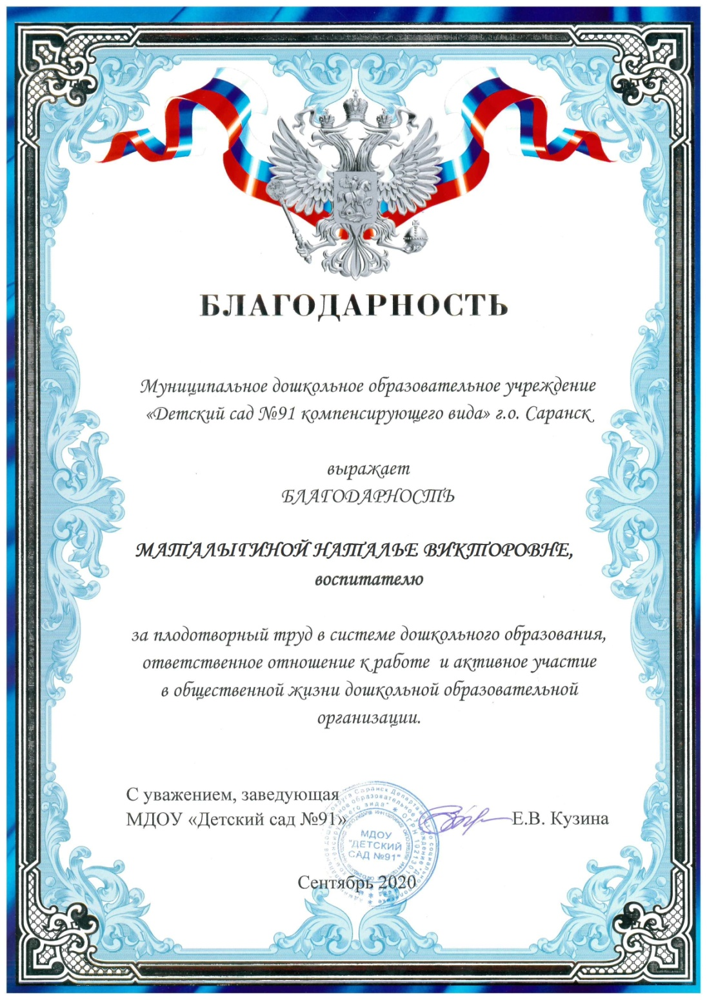 БЛАГОДАРНОСТЬ
Муниципальное дошкольное образовательное учреждение
«Детский сад №91 компенсирующего вида» г.о. Саранск
выражает
БЛАГОДАРНОСТЬ
МАТАЛЫГИНОЙ НАТАЛЬЕ ВИКТОРОВНЕ,
воспитателю
за плодотворный труд в системе дошкольного образования,
ответственное отношение к работе и активное участие
в общественной жизни дошкольной образовательной
организации.
С уважением, заведующая
МДОУ «Детский сад №91»
Е.В. Кузина
МДОУ
"ДЕТСКИЙ
САД №91"
Сентябрь 2020